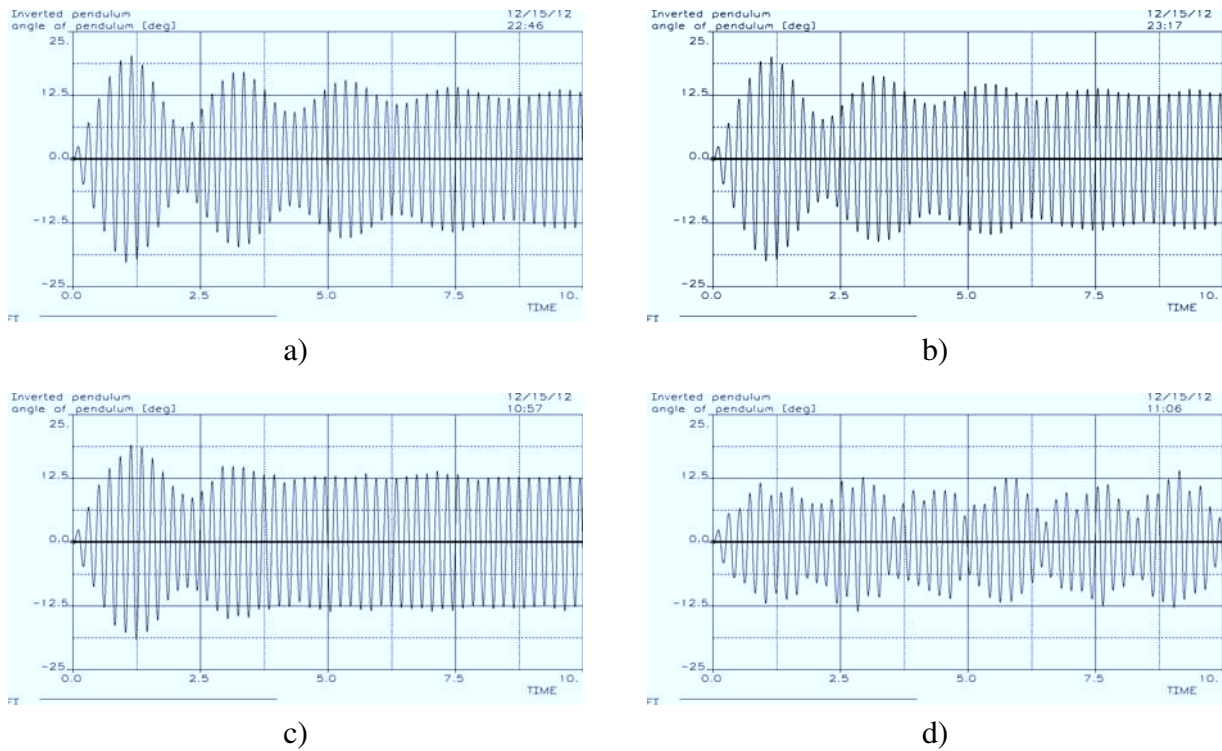 Inverted pendulum 12/15/12
angle of pendulum [deg] 22:46
25.
12.5
0.0
-12.5
-25
0.0 2.5 5.0 7.5 10.
TIME
FI
a)
Inverted pendulum 12/15/12
angle of pendulum [deg] 23:17
25.
12.5
0.0
-12.5
-25
0.0 2.5 5.0 7.5 10.
TIME
FI
b)
Inverted pendulum 12/15/12
angle of pendulum [deg] 10:57
25.
12.5
0.0
-12.5
-25
0.0 2.5 5.0 7.5 10.
TIME
FI
c)
Inverted pendulum 12/15/12
angle of pendulum [deg] 11:06
25.
12.5
0.0
-12.5
-25
0.0 2.5 5.0 7.5 10.
TIME
FI
d)